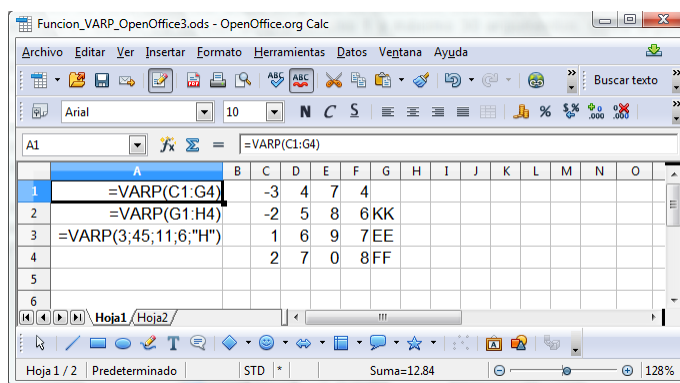 Funcion_VARP_OpenOffice3.ods - OpenOffice.org Calc
Archivo Editar Ver Insertar Formato Herramientas Datos Ventana Ayuda
ABC ABC Buscar texto
Arial 10 N C S
A1 =VARP(C1:G4)
A B C D E F G H I J K L M N O
1 =VARP(C1:G4) -3 4 7 4
2 =VARP(G1:H4) -2 5 8 6 KK
3 =VARP(3;45;11;6;"H") 1 6 9 7 EE
4 2 7 0 8 FF
5
6
Hoja1 Hoja2
Hoja 1 / 2 Predeterminado STD * Suma=12.84 128%